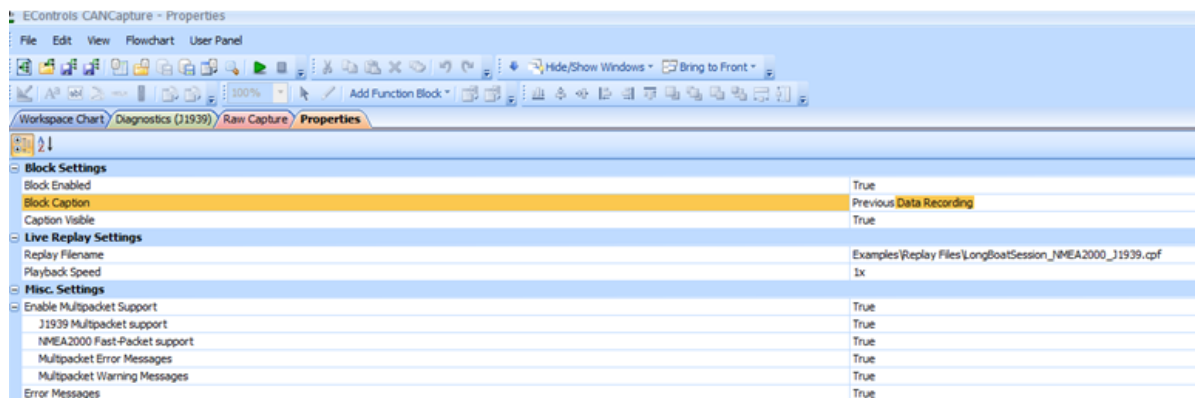 EControls CANCapture - Properties
File Edit View Flowchart User Panel
Hide/Show Windows Bring to Front
100% Add Function Block
Workspace Chart Diagnostics (J1939) Raw Capture Properties
Block Settings
Block Enabled True
Block Caption Previous Data Recording
Caption Visible True
Live Replay Settings
Replay Filename Examples\Replay Files\LongBoatSession_NMEA2000_J1939.cpf
Playback Speed 1x
Misc. Settings
Enable Multipacket Support True
J1939 Multipacket support True
NMEA2000 Fast-Packet support True
Multipacket Error Messages True
Multipacket Warning Messages True
Error Messages True